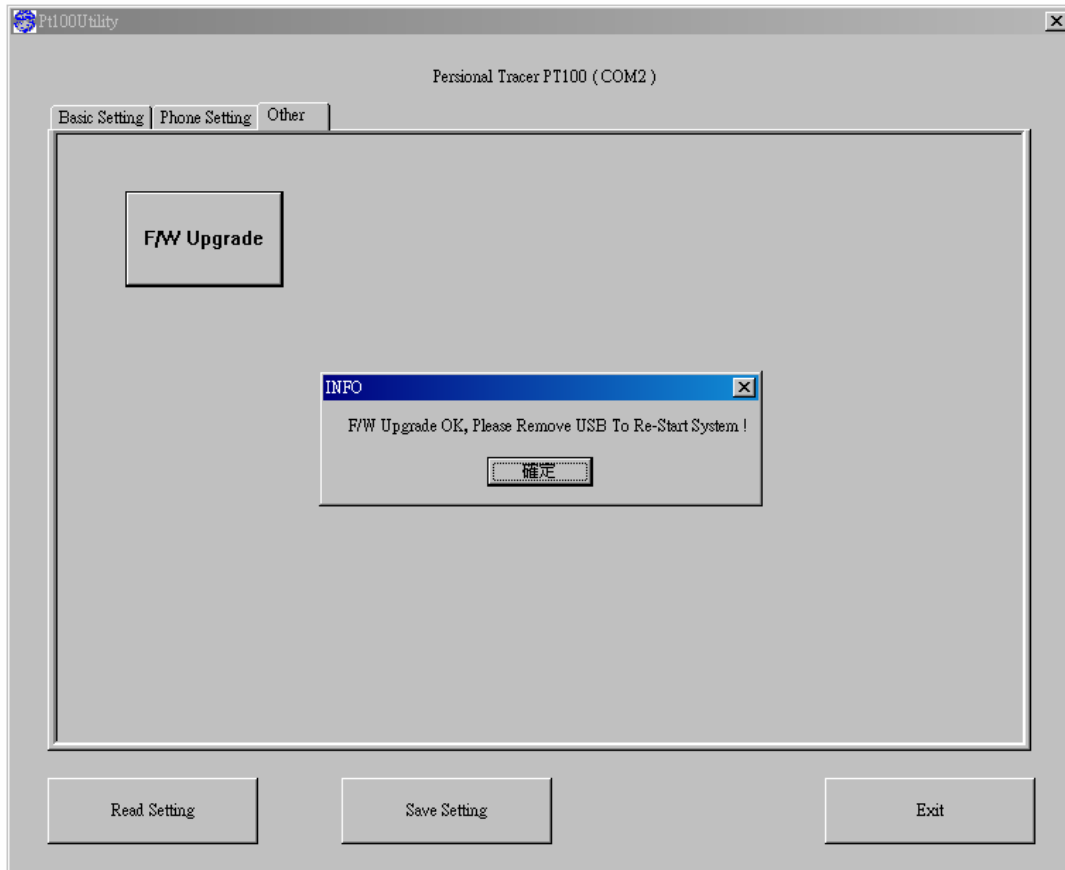 Pt100Utility
Persional Tracer PT100 ( COM2 )
Basic Setting Phone Setting Other
F/W Upgrade
INFO
F/W Upgrade OK, Please Remove USB To Re-Start System !
確定
Read Setting Save Setting Exit